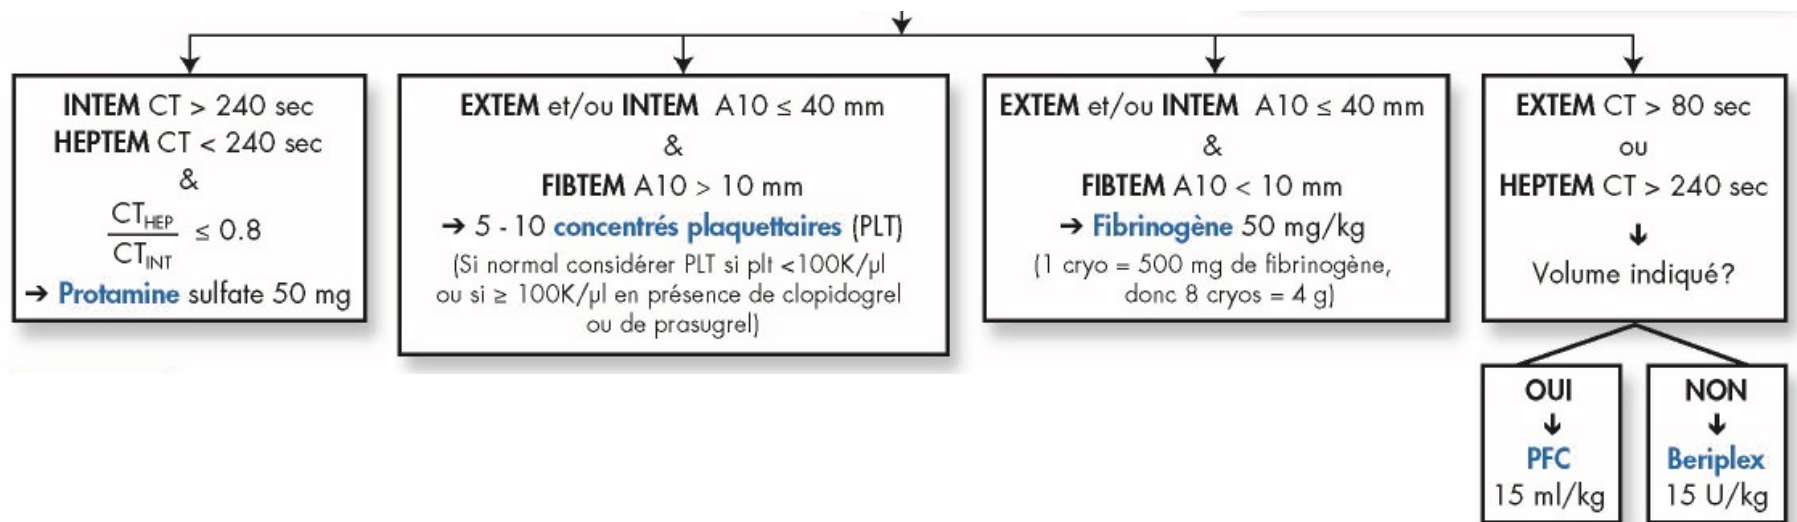 INTEM CT > 240 sec
HEPTEM CT < 240 sec
&
CT_HEP
≤ 0.8
CT_INT
➔ Protamine sulfate 50 mg
EXTEM et/ou INTEM A10 ≤ 40 mm
&
FIBTEM A10 > 10 mm
➔ 5 - 10 concentrés plaquettaires (PLT)
(Si normal considérer PLT si plt <100K/µl
ou si ≥ 100K/µl en présence de clopidogrel
ou de prasugrel)
EXTEM et/ou INTEM A10 ≤ 40 mm
&
FIBTEM A10 < 10 mm
➔ Fibrinogène 50 mg/kg
(1 cryo = 500 mg de fibrinogène,
donc 8 cryos = 4 g)
EXTEM CT > 80 sec
ou
HEPTEM CT > 240 sec
Volume indiqué?
OUI
PFC
15 ml/kg
NON
Beriplex
15 U/kg